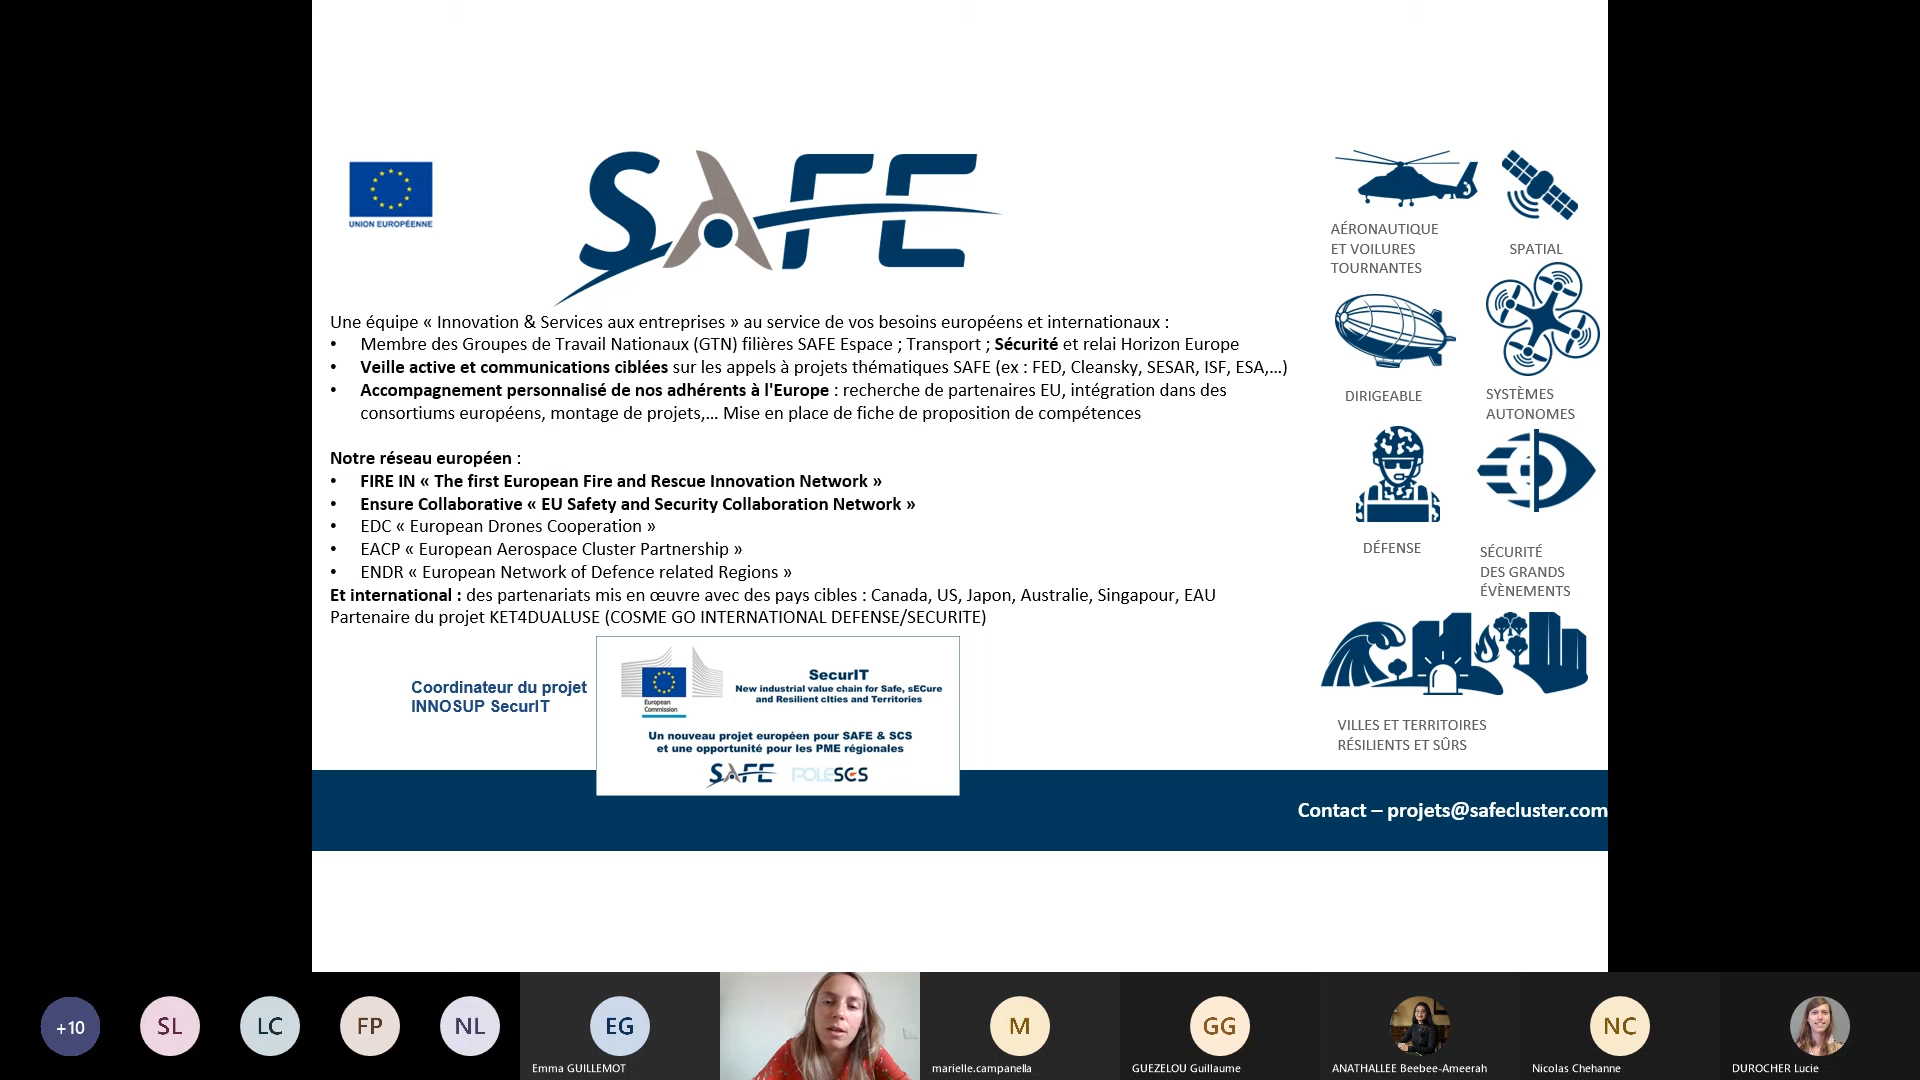 UNION EUROPÉENNE
SAFE
Une équipe « Innovation & Services aux entreprises » au service de vos besoins européens et internationaux :
• Membre des Groupes de Travail Nationaux (GTN) filières SAFE Espace ; Transport ; Sécurité et relai Horizon Europe
• Veille active et communications ciblées sur les appels à projets thématiques SAFE (ex : FED, Cleansky, SESAR, ISF, ESA,...)
• Accompagnement personnalisé de nos adhérents à l'Europe : recherche de partenaires EU, intégration dans des
consortiums européens, montage de projets,... Mise en place de fiche de proposition de compétences
Notre réseau européen :
• FIRE IN « The first European Fire and Rescue Innovation Network »
• Ensure Collaborative « EU Safety and Security Collaboration Network »
• EDC « European Drones Cooperation »
• EACP « European Aerospace Cluster Partnership »
• ENDR « European Network of Defence related Regions »
Et international : des partenariats mis en œuvre avec des pays cibles : Canada, US, Japon, Australie, Singapour, EAU
Partenaire du projet KET4DUALUSE (COSME GO INTERNATIONAL DEFENSE/SECURITE)
Coordinateur du projet
INNOSUP SecurIT
European
Commission
SecurIT
New industrial value chain for Safe, sECure
and Resilient cIties and Territories
Un nouveau projet européen pour SAFE & SCS
et une opportunité pour les PME régionales
SAFE POLESCS
AÉRONAUTIQUE
ET VOILURES
TOURNANTES
SPATIAL
DIRIGEABLE
SYSTÈMES
AUTONOMES
DÉFENSE
SÉCURITÉ
DES GRANDS
ÉVÈNEMENTS
VILLES ET TERRITOIRES
RÉSILIENTS ET SÛRS
Contact – projets@safecluster.com
+10
SL
LC
FP
NL
EG
Emma GUILLEMOT
M
marielle.campanella
GG
GUEZELOU Guillaume
ANATHALLEE Beebee-Ameerah
NC
Nicolas Chehanne
DUROCHER Lucie